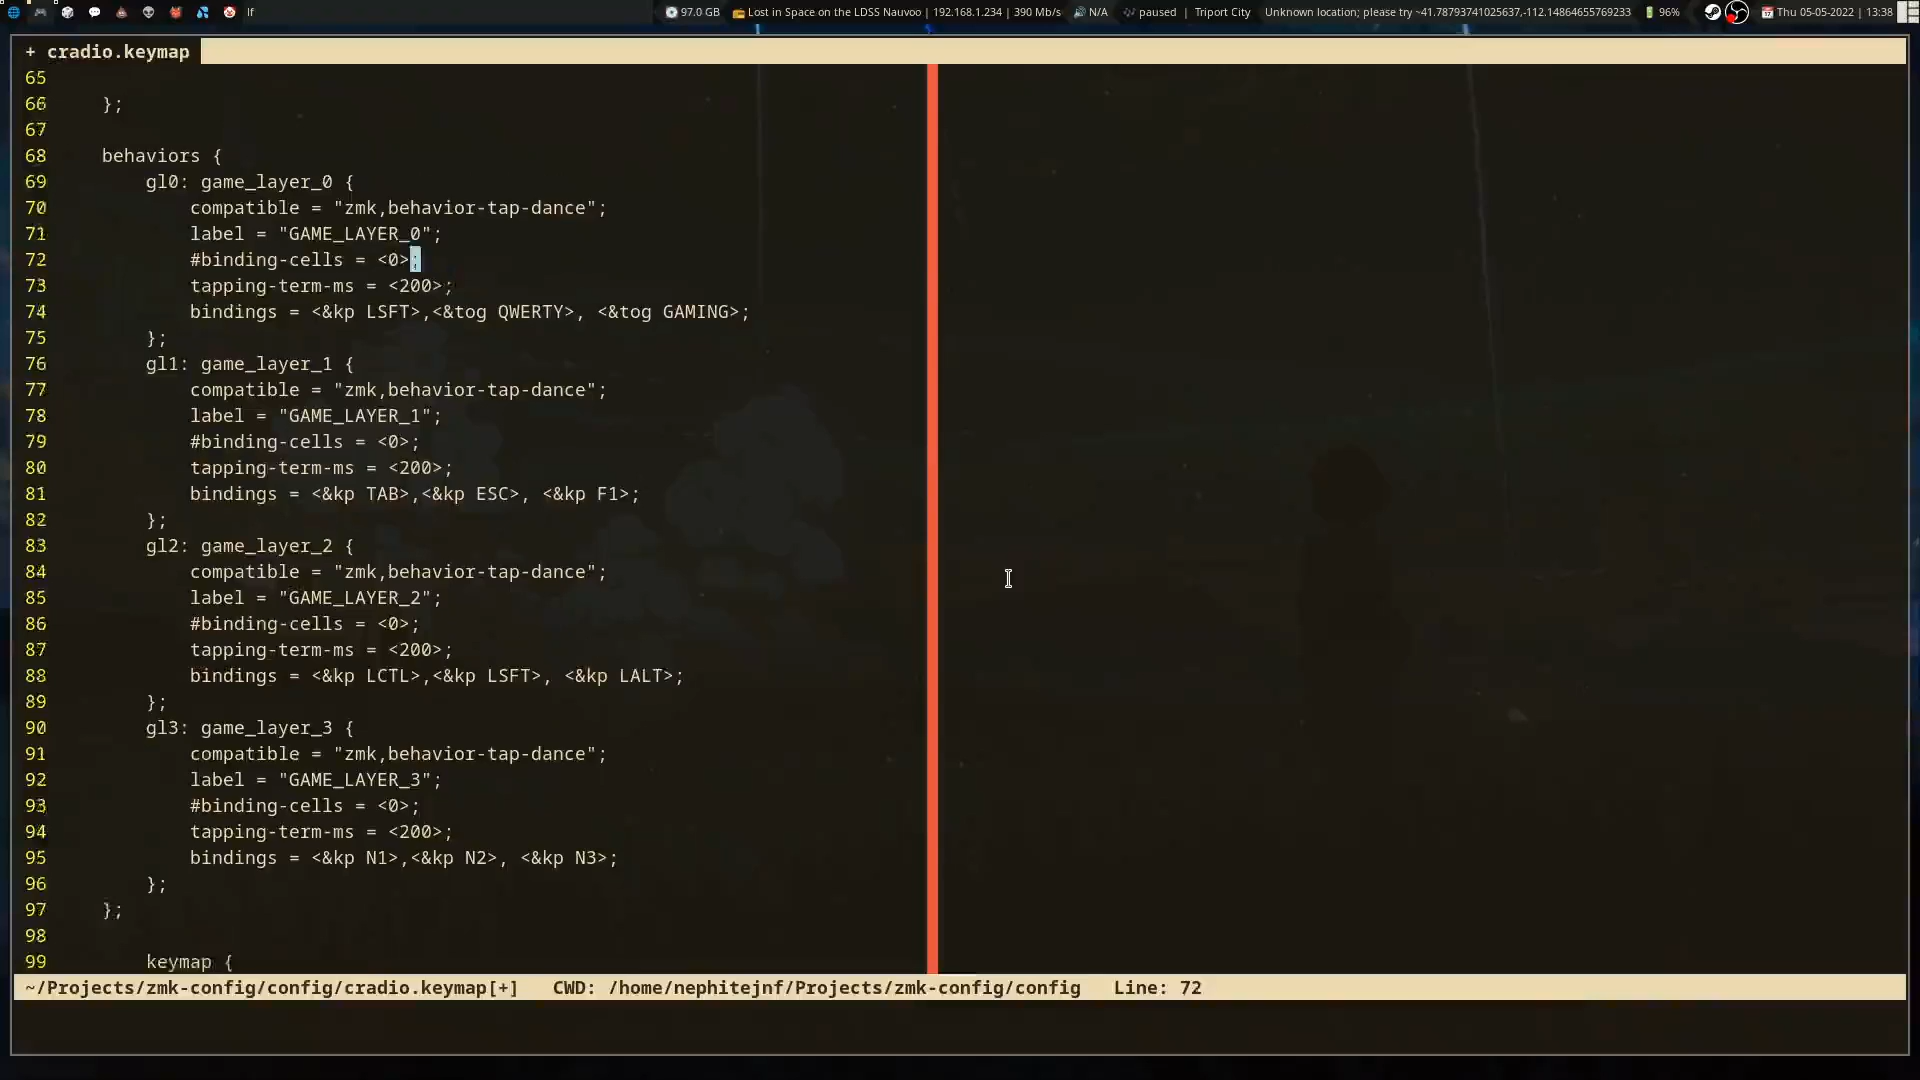 lf
97.0 GB
Lost in Space on the LDSS Nauvoo | 192.168.1.234 | 390 Mb/s
N/A
paused | Triport City
Unknown location; please try ~41.78793741025637,-112.14864655769233
96%
Thu 05-05-2022 | 13:38
+ cradio.keymap
65
66 };
67
68 behaviors {
69 gl0: game_layer_0 {
70 compatible = "zmk,behavior-tap-dance";
71 label = "GAME_LAYER_0";
72 #binding-cells = <0>;
73 tapping-term-ms = <200>;
74 bindings = <&kp LSFT>,<&tog QWERTY>, <&tog GAMING>;
75 };
76 gl1: game_layer_1 {
77 compatible = "zmk,behavior-tap-dance";
78 label = "GAME_LAYER_1";
79 #binding-cells = <0>;
80 tapping-term-ms = <200>;
81 bindings = <&kp TAB>,<&kp ESC>, <&kp F1>;
82 };
83 gl2: game_layer_2 {
84 compatible = "zmk,behavior-tap-dance";
85 label = "GAME_LAYER_2";
86 #binding-cells = <0>;
87 tapping-term-ms = <200>;
88 bindings = <&kp LCTL>,<&kp LSFT>, <&kp LALT>;
89 };
90 gl3: game_layer_3 {
91 compatible = "zmk,behavior-tap-dance";
92 label = "GAME_LAYER_3";
93 #binding-cells = <0>;
94 tapping-term-ms = <200>;
95 bindings = <&kp N1>,<&kp N2>, <&kp N3>;
96 };
97 };
98
99 keymap {
~/Projects/zmk-config/config/cradio.keymap[+] CWD: /home/nephitejnf/Projects/zmk-config/config Line: 72